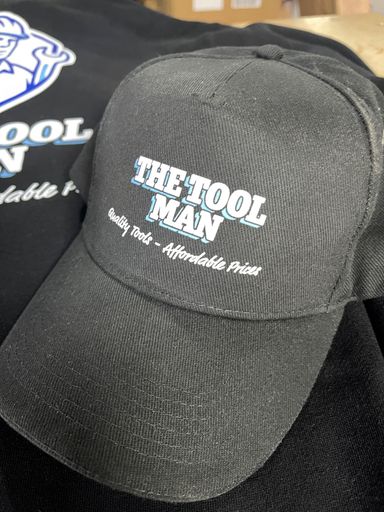 THE TOOL
MAN
Quality Tools - Affordable Prices
TOOL